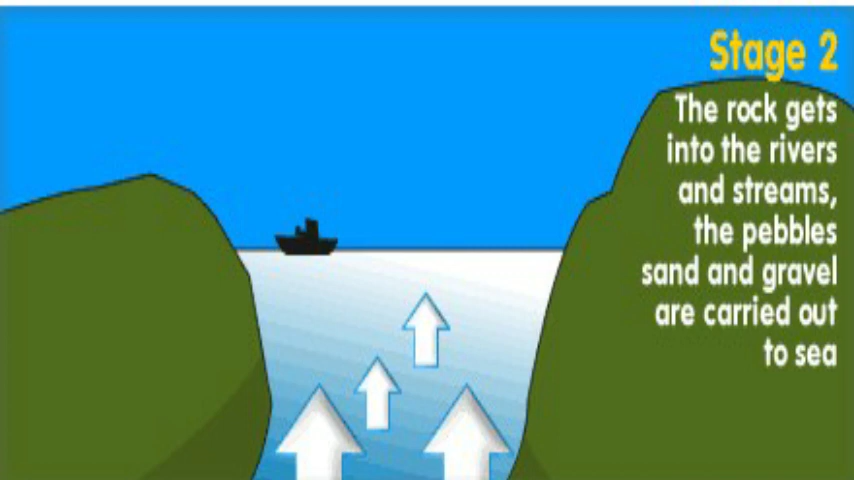 Stage 2
The rock gets
into the rivers
and streams,
the pebbles
sand and gravel
are carried out
to sea